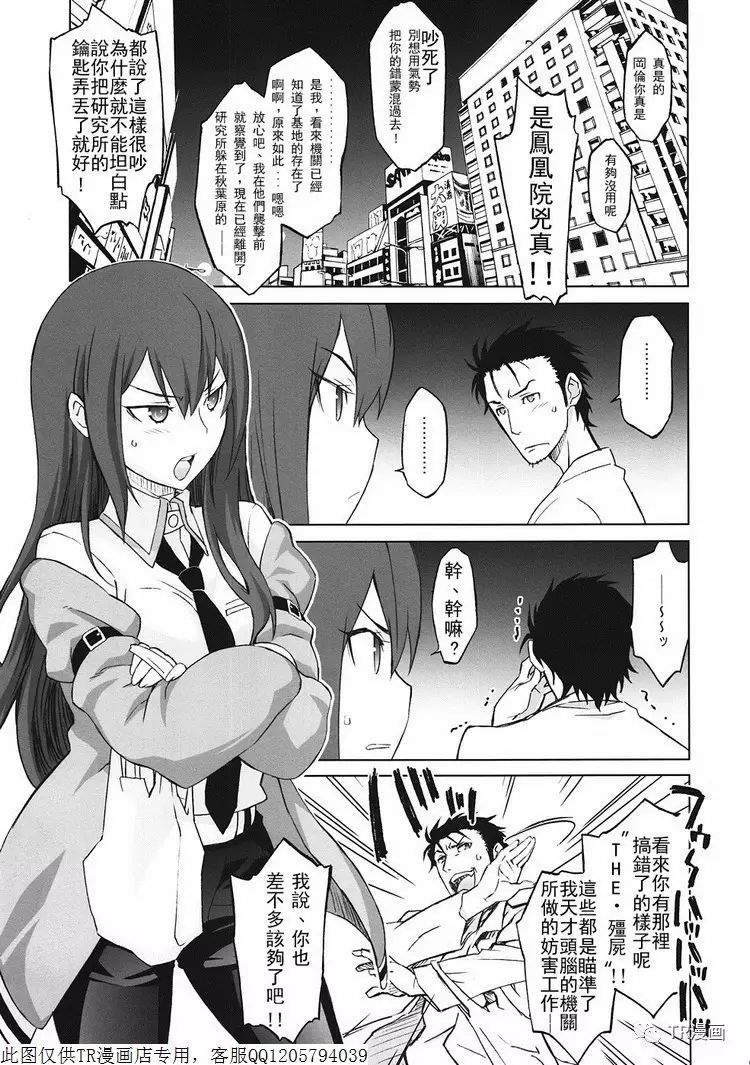 真是的
岡倫你真是
有夠沒用呢
是鳳凰院兇真!!
吵死了
別想用氣勢
把你的錯蒙混過去!
是我,看來機關已經
知道了基地的存在了
啊啊,原來如此...嗯嗯
放心吧、我在他們襲擊前
就察覺到了,現在已經離開了
研究所躲在秋葉原的——
都說了這樣很吵
為什麼就不能坦白點
說你把研究所的
鑰匙弄丟了就好!
………
………
——～～ッ
幹、幹嘛?
フゥーハッハッハッ
看來你有那裡
搞錯了的樣子呢
"THE・殭屍"!!
這些都是瞄準了
我天才頭腦的機關
所做的妨害工作——
我說、你也
差不多該夠了吧!!
TR漫画
此图仅供TR漫画店专用，客服QQ1205794039